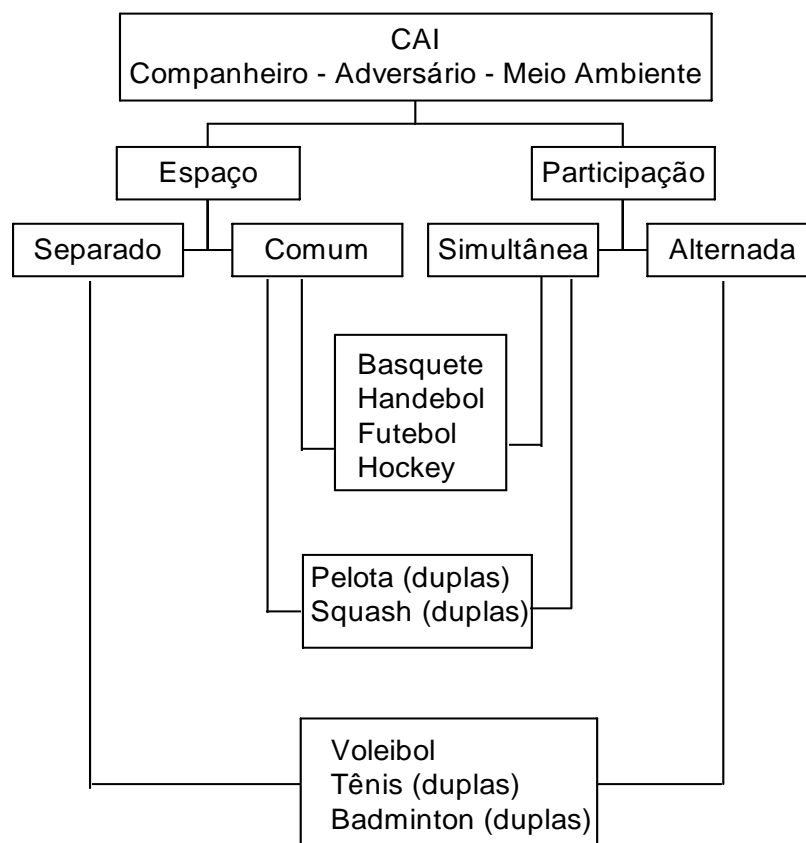 CAI
Companheiro - Adversário - Meio Ambiente
Espaço
Participação
Separado
Comum
Simultânea
Alternada
Basquete
Handebol
Futebol
Hockey
Pelota (duplas)
Squash (duplas)
Voleibol
Tênis (duplas)
Badminton (duplas)